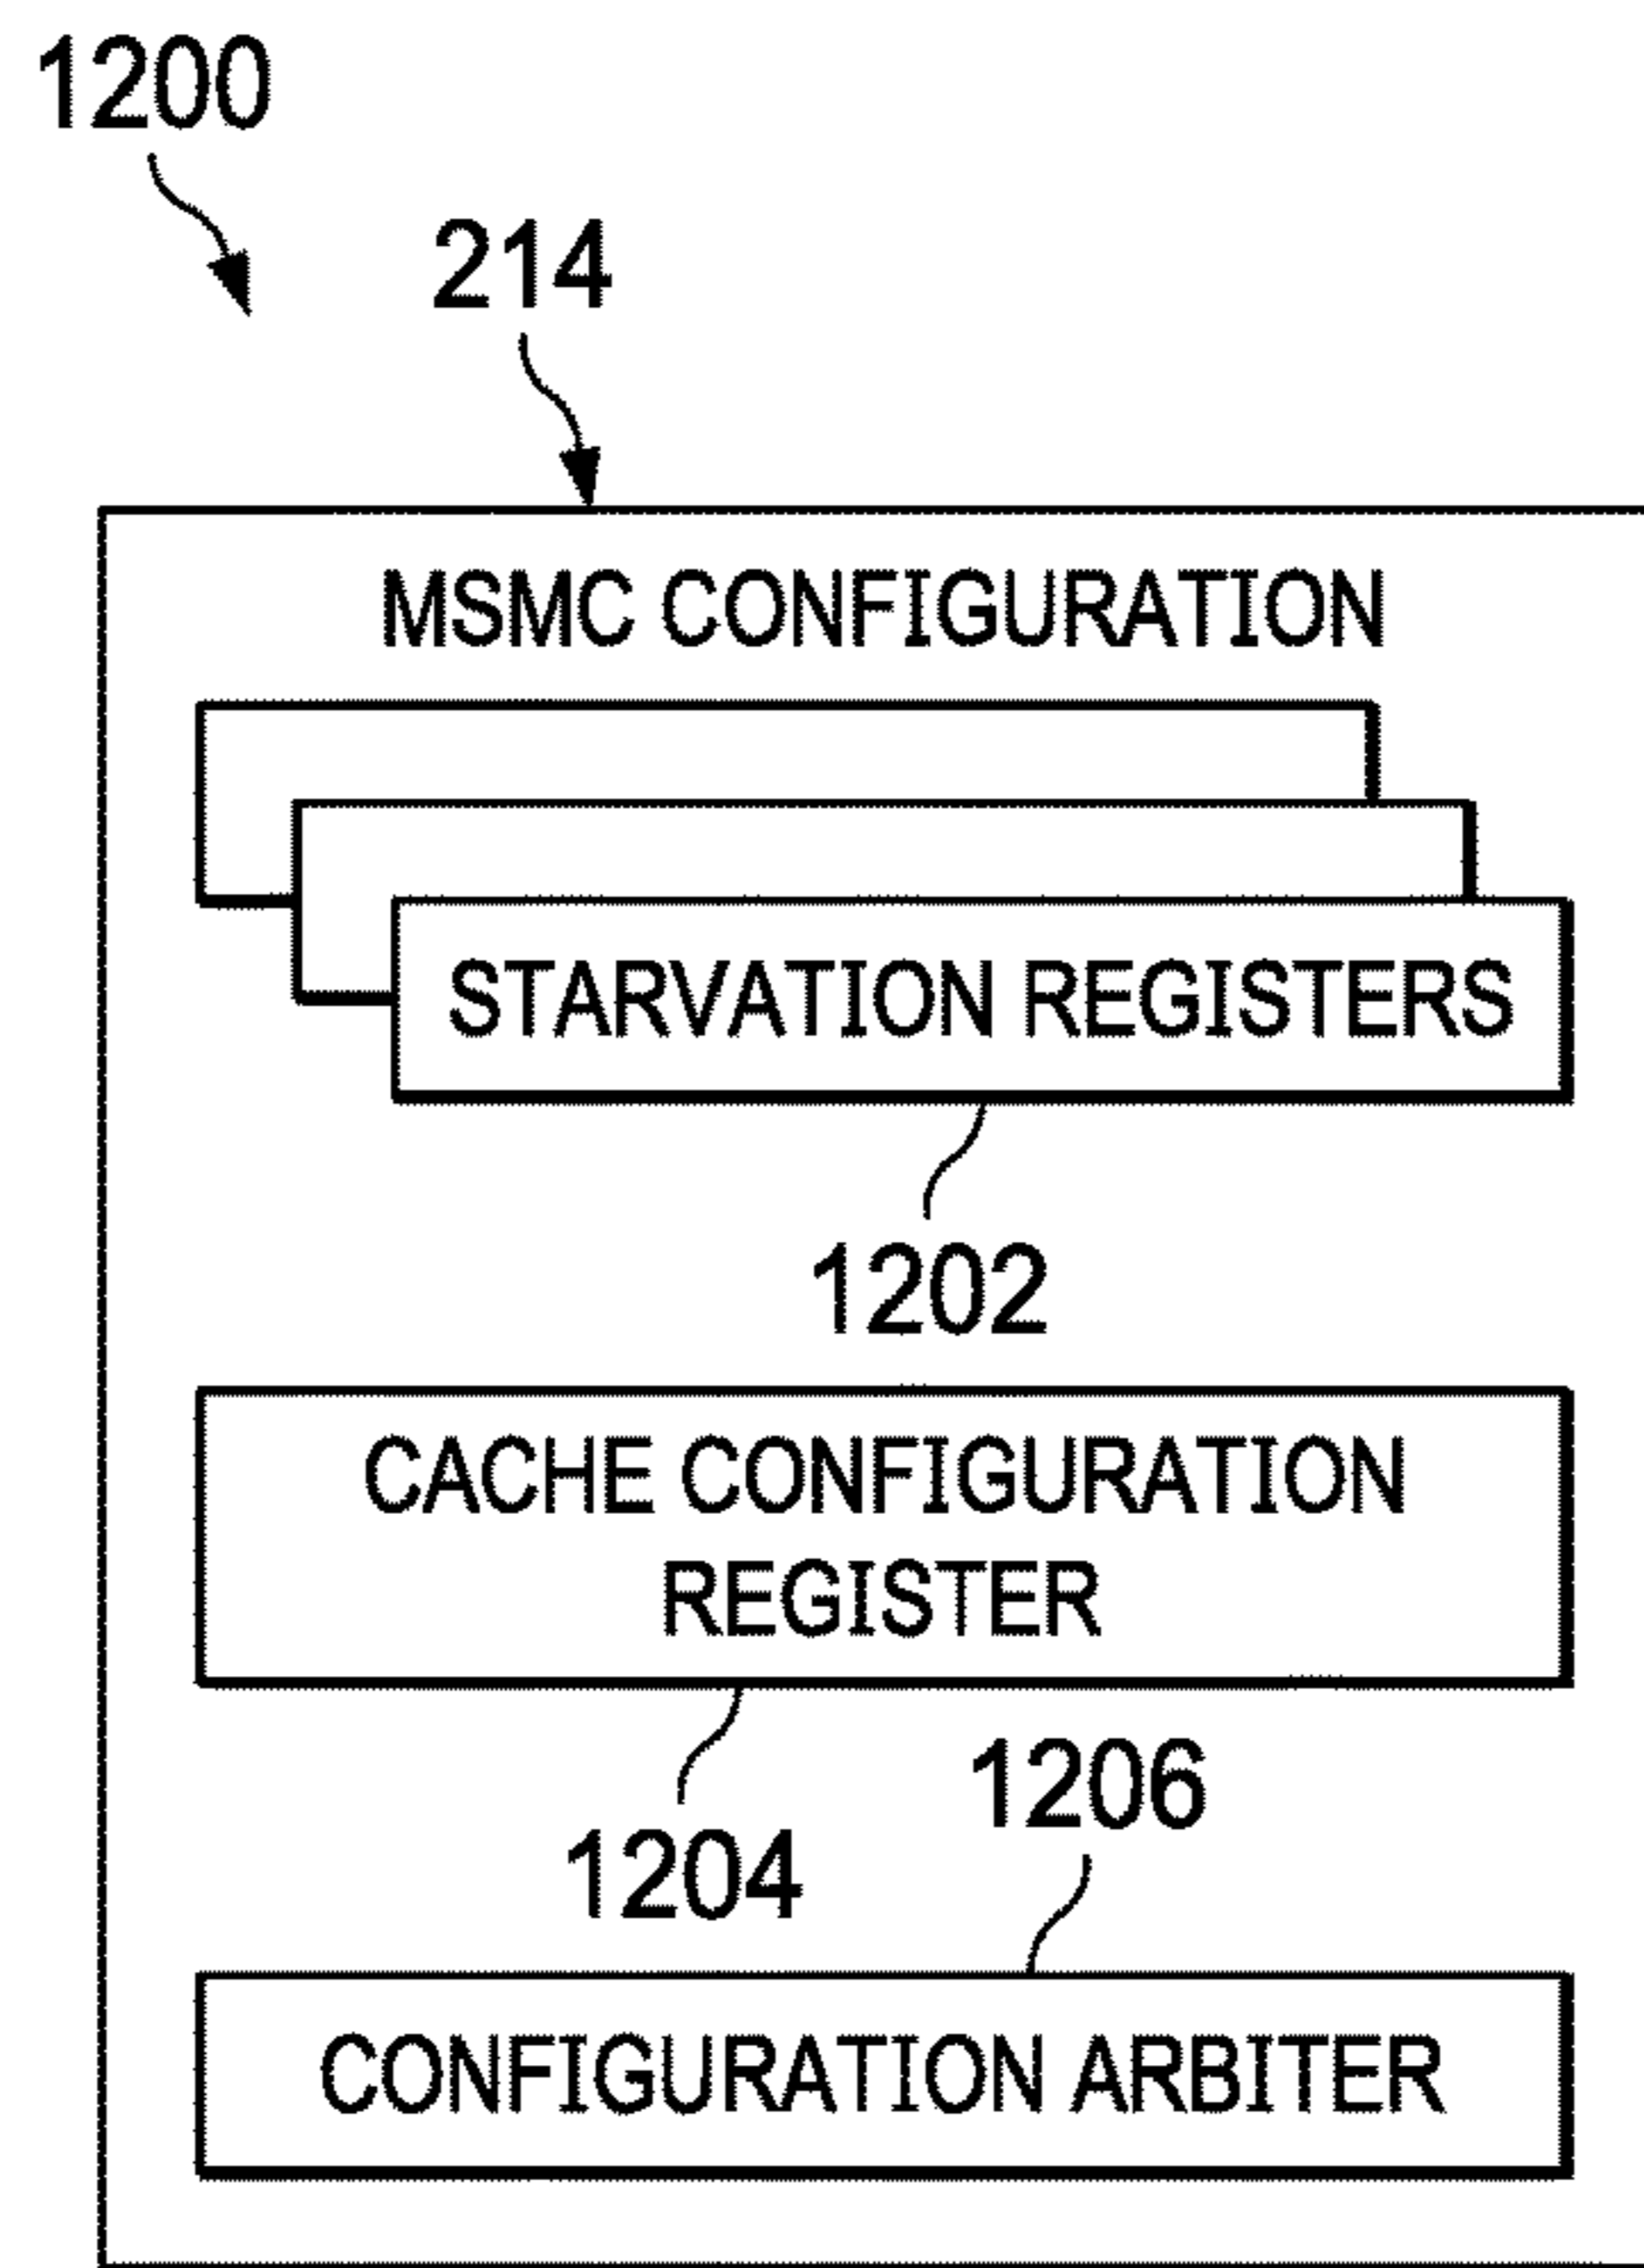 1200
214
MSMC CONFIGURATION
STARVATION REGISTERS
1202
CACHE CONFIGURATION
REGISTER
1206
1204
CONFIGURATION ARBITER